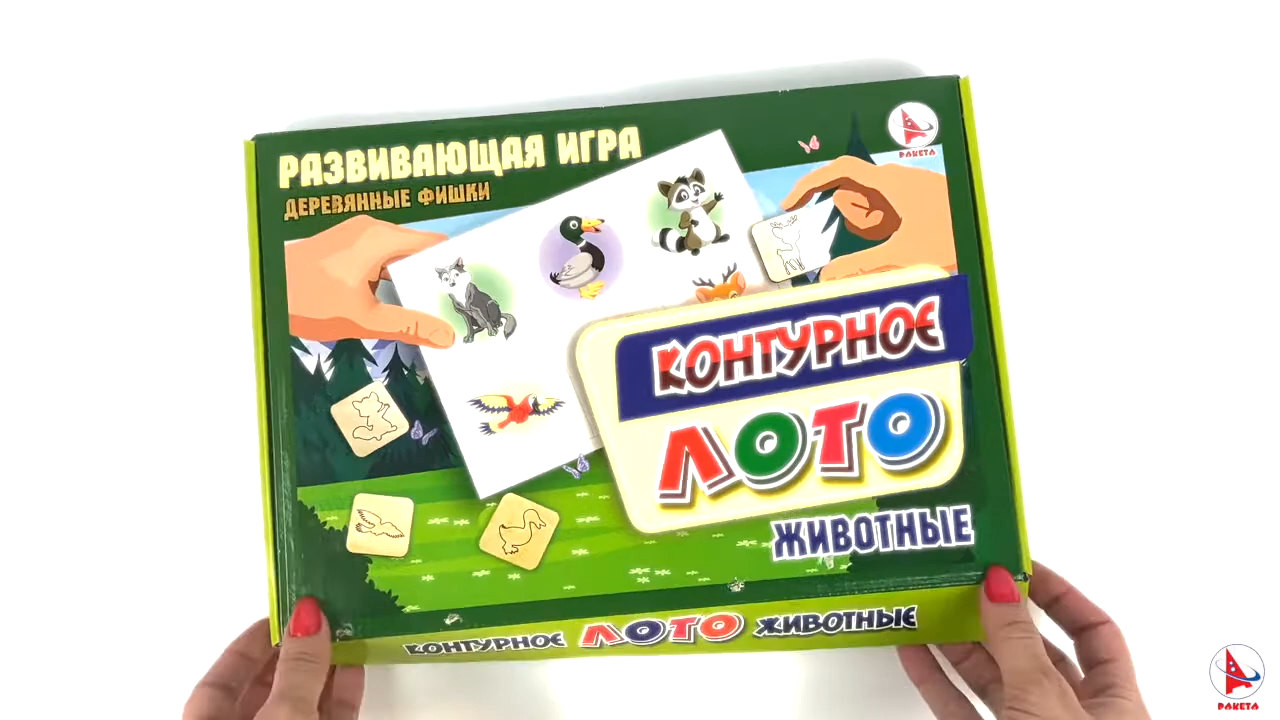 РАЗВИВАЮЩАЯ ИГРА
ДЕРЕВЯННЫЕ ФИШКИ
РАКЕТА
КОНТУРНОЕ
ЛОТО
ЖИВОТНЫЕ
КОНТУРНОЕ ЛОТО ЖИВОТНЫЕ
РАКЕТА